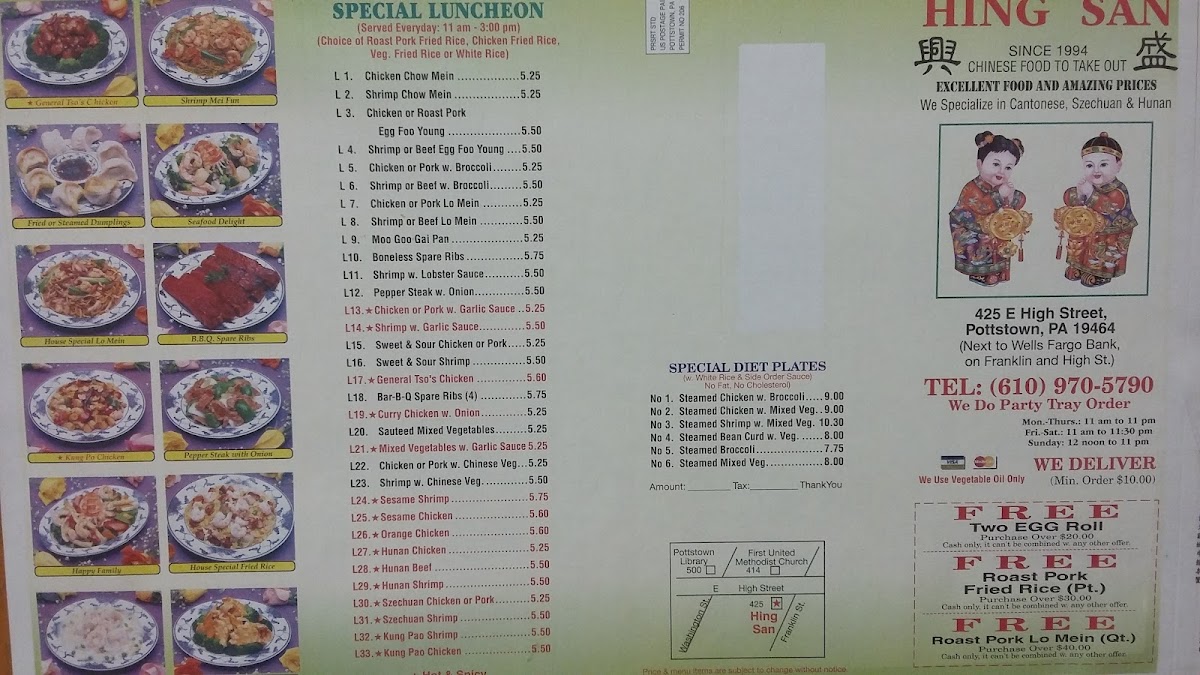 ★ General Tso's Chicken
Shrimp Mei Fun
Fried or Steamed Dumplings
Seafood Delight
House Special Lo Mein
B.B.Q. Spare Ribs
★ Kung Po Chicken
Pepper Steak with Onion
Happy Family
House Special Fried Rice
SPECIAL LUNCHEON
(Served Everyday: 11 am - 3:00 pm)
(Choice of Roast Pork Fried Rice, Chicken Fried Rice,
Veg. Fried Rice or White Rice)
L 1. Chicken Chow Mein ................5.25
L 2. Shrimp Chow Mein ..................5.25
L 3. Chicken or Roast Pork
Egg Foo Young ...................5.50
L 4. Shrimp or Beef Egg Foo Young ....5.50
L 5. Chicken or Pork w. Broccoli........5.25
L 6. Shrimp or Beef w. Broccoli.........5.50
L 7. Chicken or Pork Lo Mein ...........5.25
L 8. Shrimp or Beef Lo Mein ............5.50
L 9. Moo Goo Gai Pan ...................5.25
L10. Boneless Spare Ribs ...............5.75
L11. Shrimp w. Lobster Sauce............5.50
L12. Pepper Steak w. Onion..............5.50
L13.★ Chicken or Pork w. Garlic Sauce ..5.25
L14.★ Shrimp w. Garlic Sauce............5.50
L15. Sweet & Sour Chicken or Pork.....5.25
L16. Sweet & Sour Shrimp ..............5.50
L17.★ General Tso's Chicken ............5.60
L18. Bar-B-Q Spare Ribs (4) ............5.75
L19.★ Curry Chicken w. Onion...........5.25
L20. Sauteed Mixed Vegetables.........5.25
L21.★ Mixed Vegetables w. Garlic Sauce 5.25
L22. Chicken or Pork w. Chinese Veg...5.25
L23. Shrimp w. Chinese Veg.............5.50
L24.★ Sesame Shrimp ....................5.75
L25.★ Sesame Chicken ...................5.60
L26.★ Orange Chicken ...................5.60
L27.★ Hunan Chicken ....................5.25
L28.★ Hunan Beef .......................5.50
L29.★ Hunan Shrimp .....................5.50
L30.★ Szechuan Chicken or Pork.........5.25
L31.★ Szechuan Shrimp ..................5.50
L32.★ Kung Pao Shrimp ..................5.50
L33.★ Kung Pao Chicken .................5.50
★ Hot & Spicy
PRSRT STD
US POSTAGE PAI
POTTSTOWN, PA
PERMIT NO 206
SPECIAL DIET PLATES
(w. White Rice & Side Order Sauce)
No Fat, No Cholesterol)
No 1. Steamed Chicken w. Broccoli.....9.00
No 2. Steamed Chicken w. Mixed Veg..9.00
No 3. Steamed Shrimp w. Mixed Veg. 10.30
No 4. Steamed Bean Curd w. Veg. ......8.00
No 5. Steamed Broccoli................7.75
No 6. Steamed Mixed Veg...............8.00
Amount:________ Tax:_________ ThankYou
Pottstown
Library
500
First United
Methodist Church
414
E High Street
Washington St.
425 ★
Hing
San
Franklin St.
Price & menu items are subject to change without notice.
HING SAN
興 盛
SINCE 1994
CHINESE FOOD TO TAKE OUT
EXCELLENT FOOD AND AMAZING PRICES
We Specialize in Cantonese, Szechuan & Hunan
425 E High Street,
Pottstown, PA 19464
(Next to Wells Fargo Bank,
on Franklin and High St.)
TEL: (610) 970-5790
We Do Party Tray Order
Mon.-Thurs.: 11 am to 11 pm
Fri.-Sat.: 11 am to 11:30 pm
Sunday: 12 noon to 11 pm
VISA MasterCard
We Use Vegetable Oil Only
WE DELIVER
(Min. Order $10.00)
FREE
Two EGG Roll
Purchase Over $20.00
Cash only, it can't be combined w. any other offer.
FREE
Roast Pork
Fried Rice (Pt.)
Purchase Over $30.00
Cash only, it can't be combined w. any other offer.
FREE
Roast Pork Lo Mein (Qt.)
Purchase Over $40.00
Cash only, it can't be combined w. any other offer.